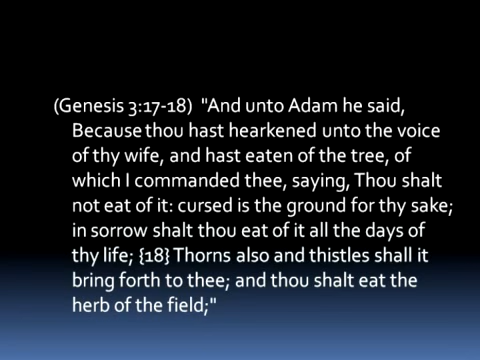 (Genesis 3:17-18)  "And unto Adam he said,
Because thou hast hearkened unto the voice
of thy wife, and hast eaten of the tree, of
which I commanded thee, saying, Thou shalt
not eat of it: cursed is the ground for thy sake;
in sorrow shalt thou eat of it all the days of
thy life; {18} Thorns also and thistles shall it
bring forth to thee; and thou shalt eat the
herb of the field;"